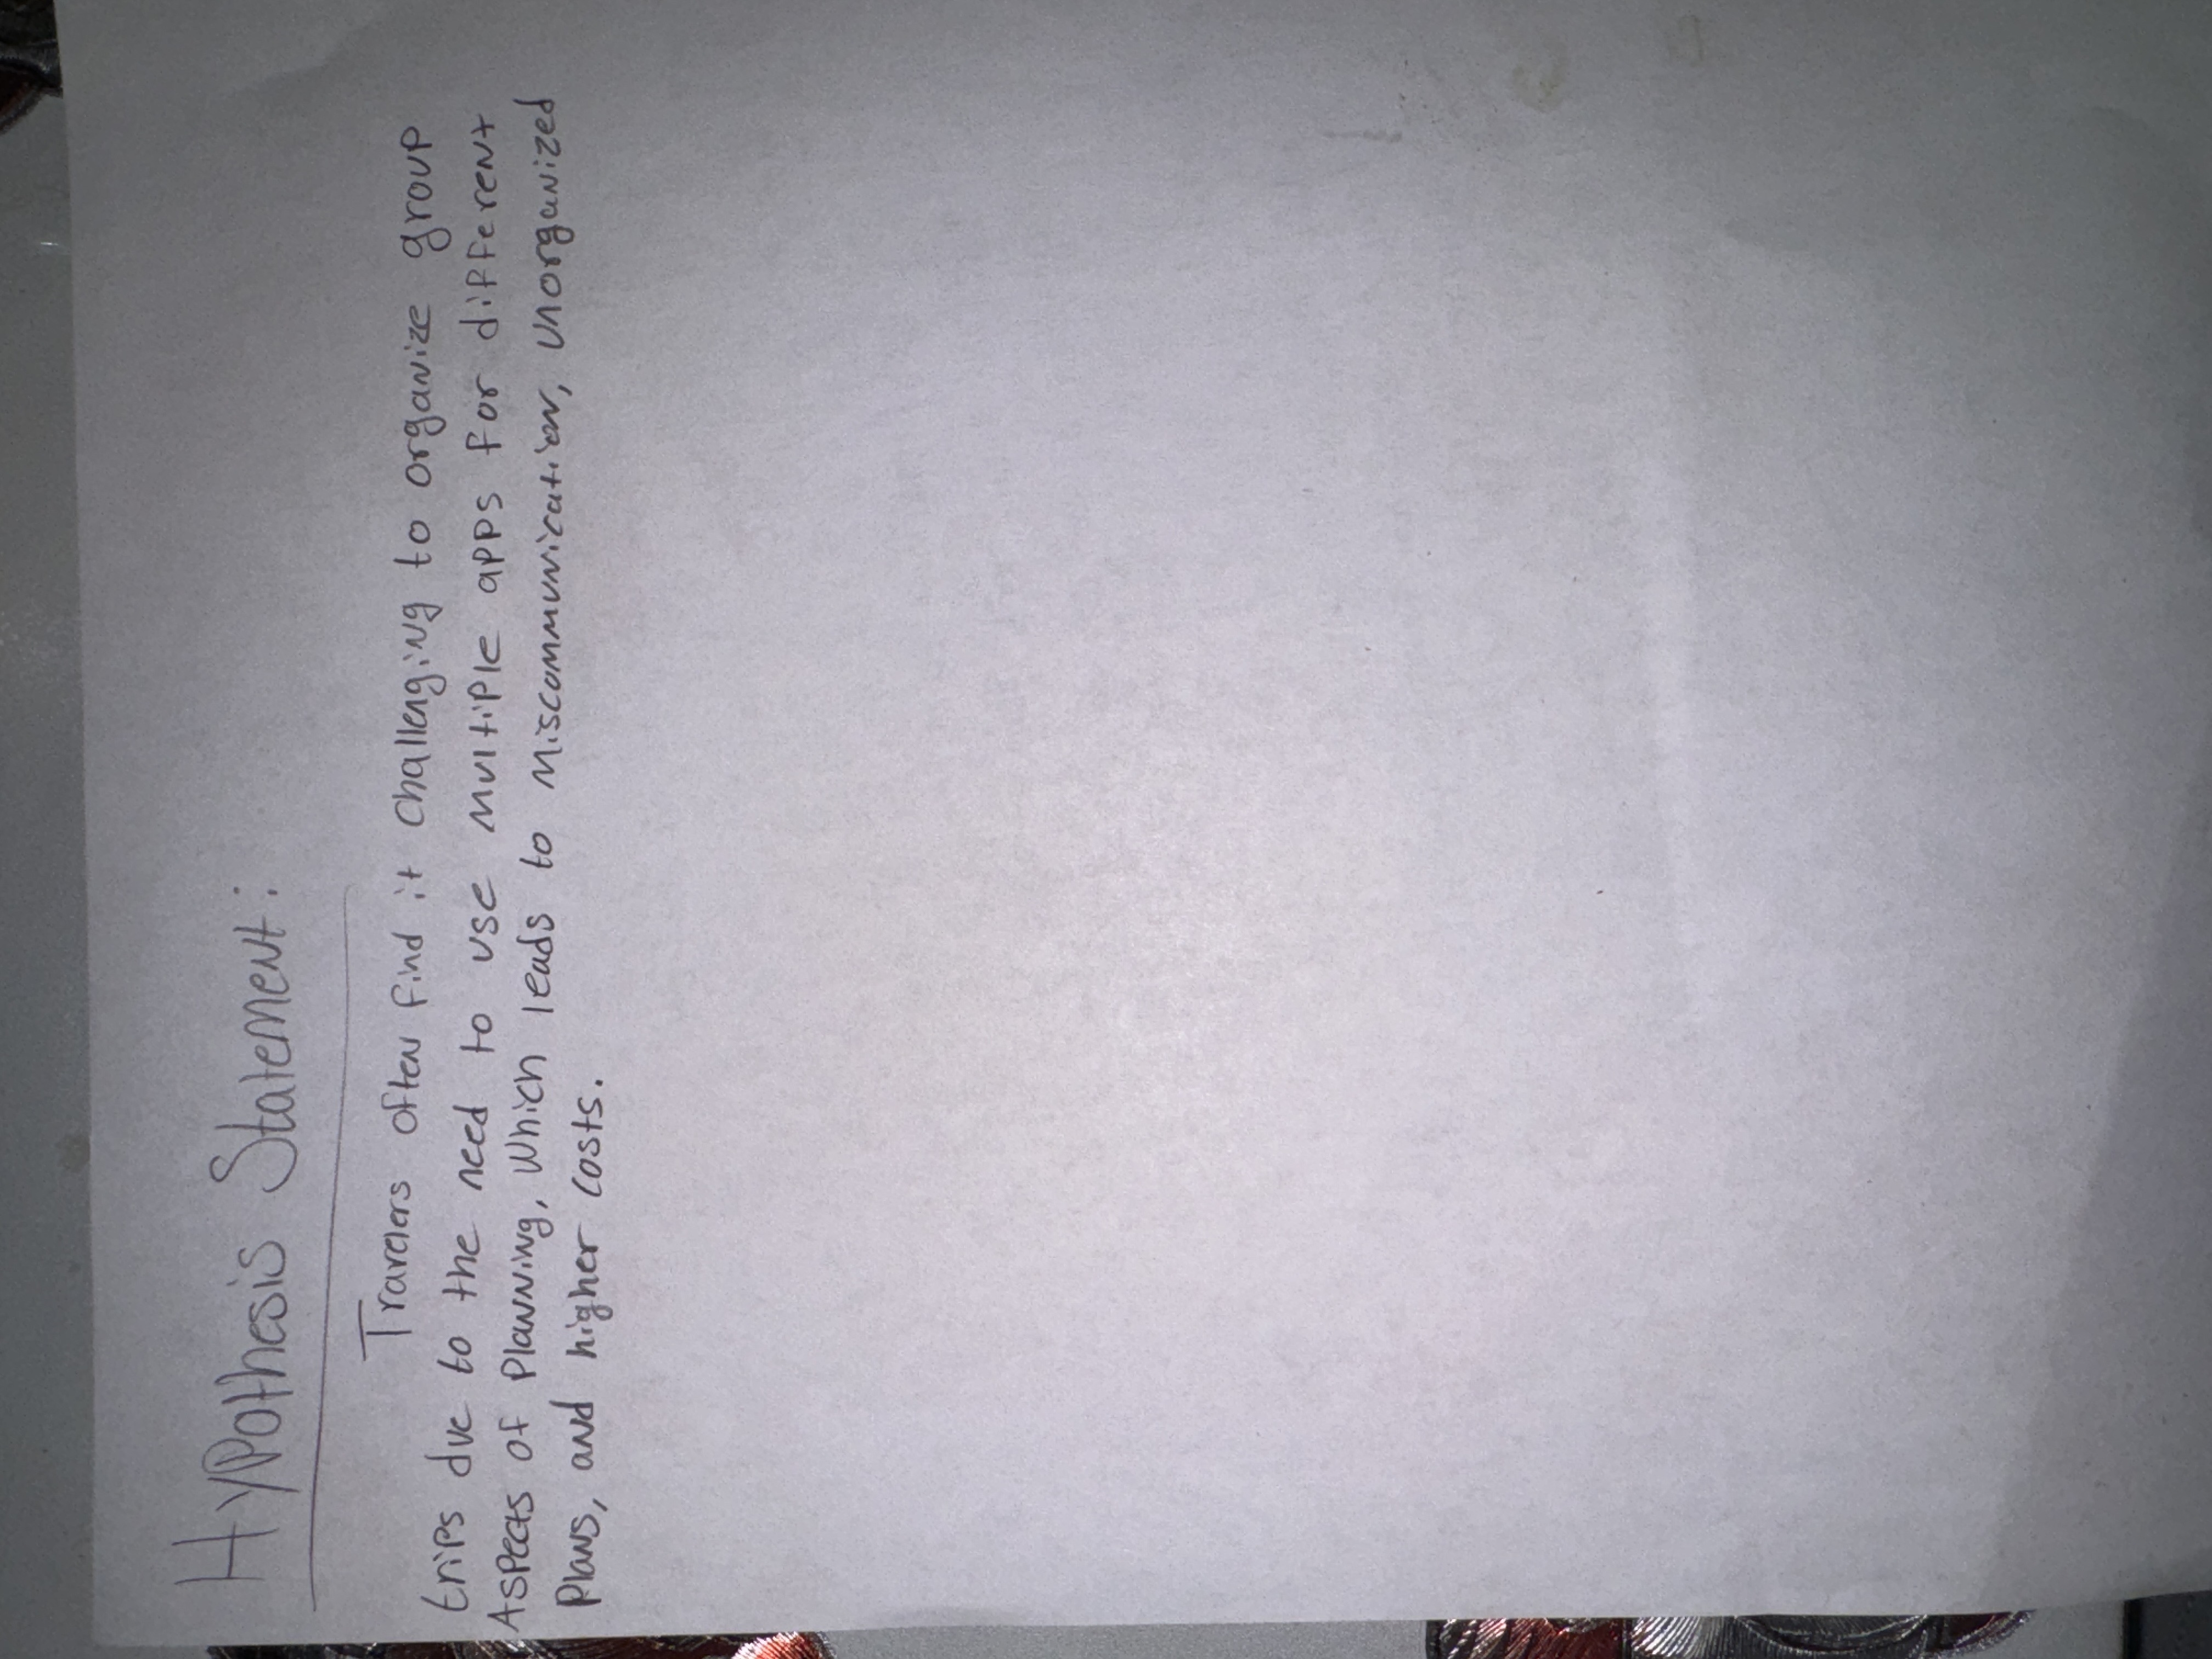 Hypothesis Statement:
Travelers often find it challenging to organize group
trips due to the need to use multiple apps for different
Aspects of Planning, Which leads to Miscommunication, Unorganized
Plans, and higher costs.